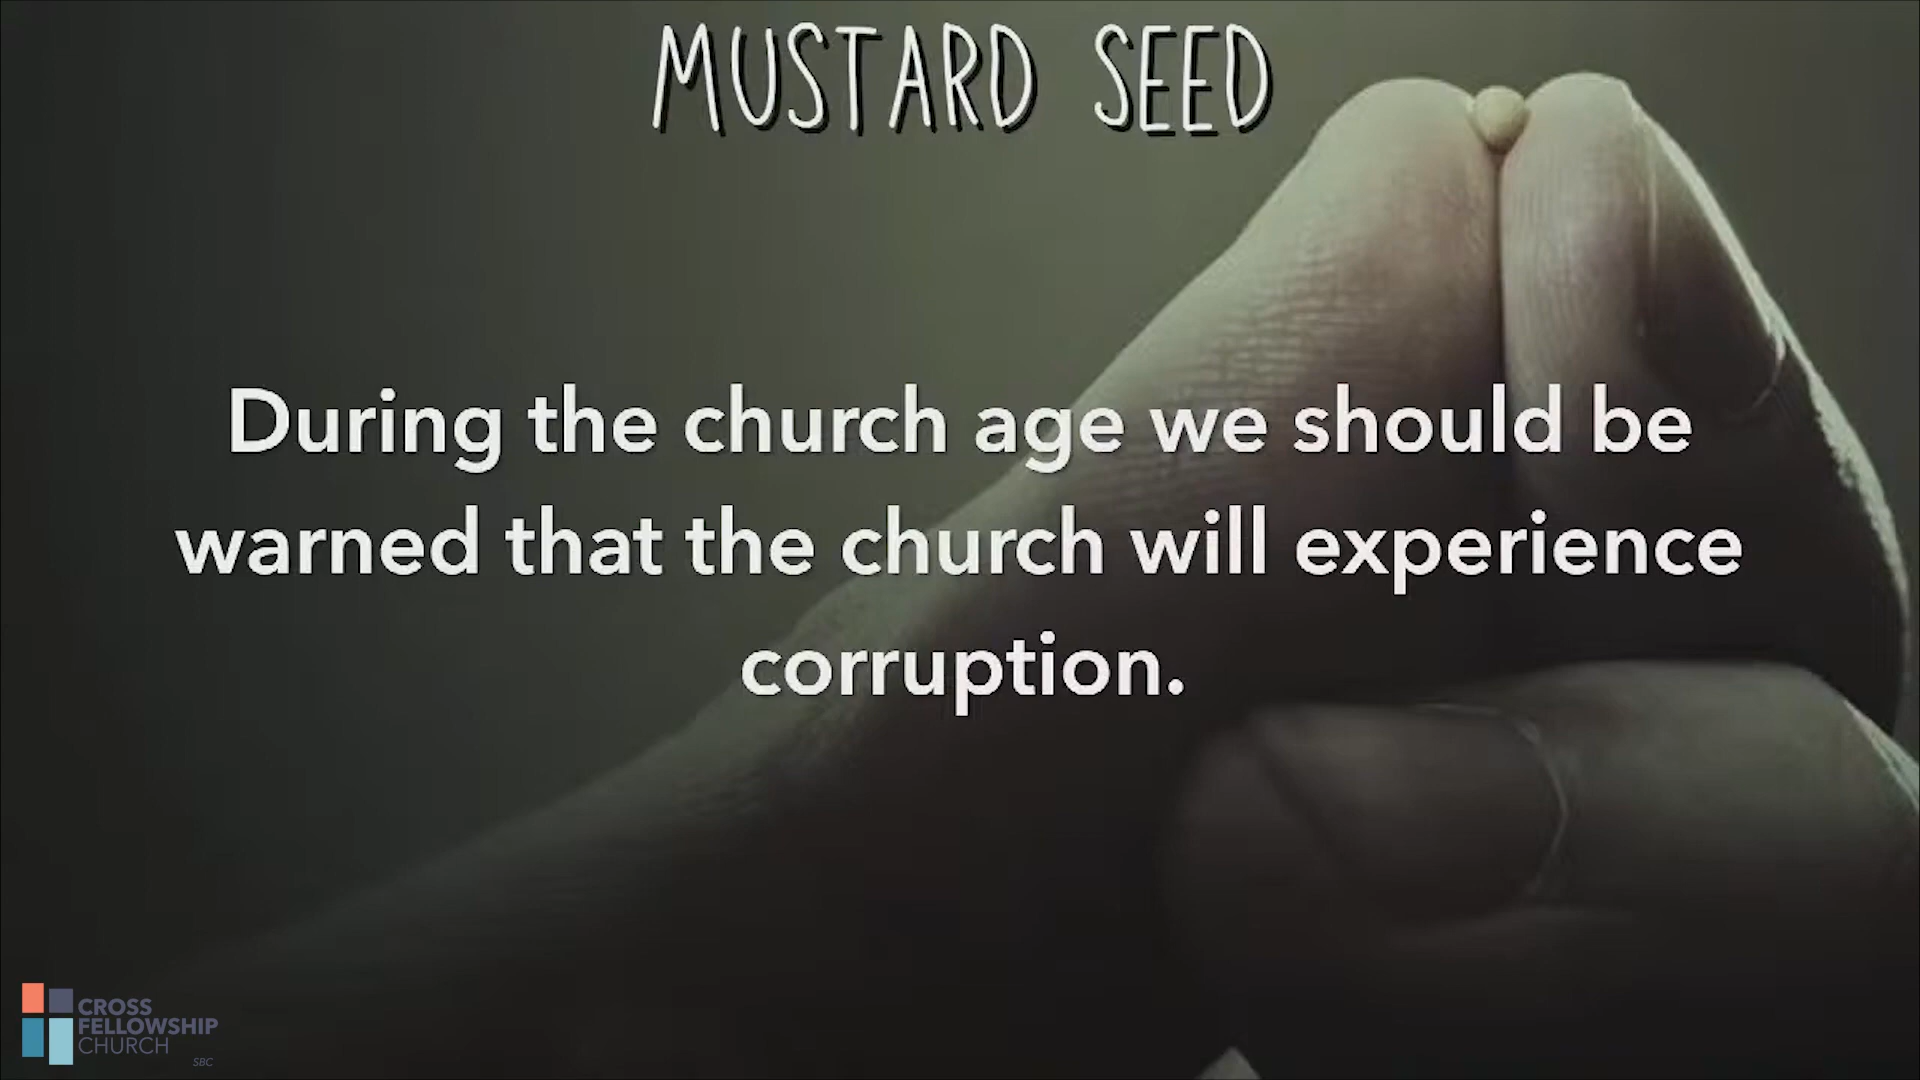 MUSTARD SEED
During the church age we should be
warned that the church will experience
corruption.
CROSS
FELLOWSHIP
CHURCH
SBC